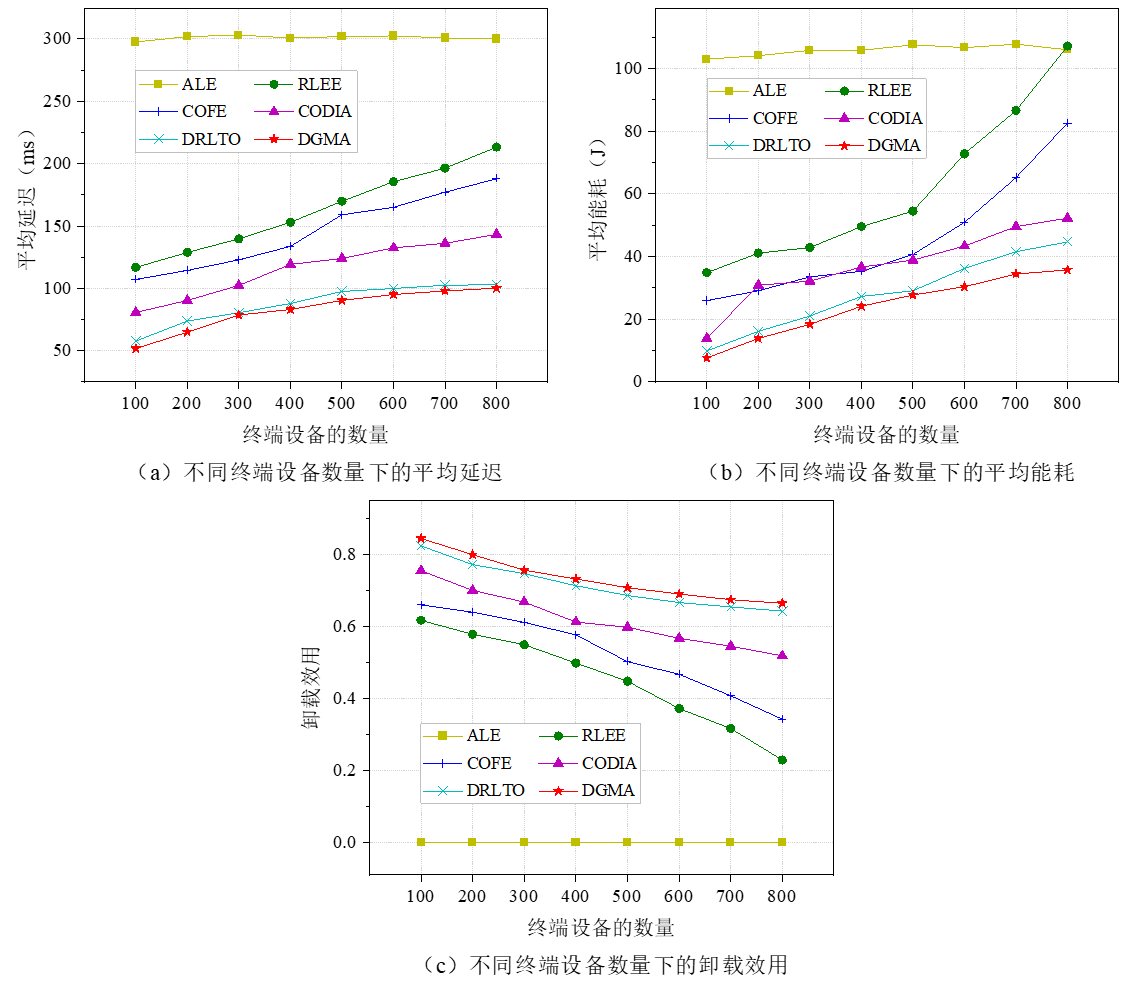 300
250
200
150
100
50
平均延迟（ms）
ALE RLEE
COFE CODIA
DRLTO DGMA
100 200 300 400 500 600 700 800
终端设备的数量
（a）不同终端设备数量下的平均延迟
100
80
60
40
20
0
平均能耗（J）
ALE RLEE
COFE CODIA
DRLTO DGMA
100 200 300 400 500 600 700 800
终端设备的数量
（b）不同终端设备数量下的平均能耗
0.8
0.6
0.4
0.2
0.0
卸载效用
ALE RLEE
COFE CODIA
DRLTO DGMA
100 200 300 400 500 600 700 800
终端设备的数量
（c）不同终端设备数量下的卸载效用